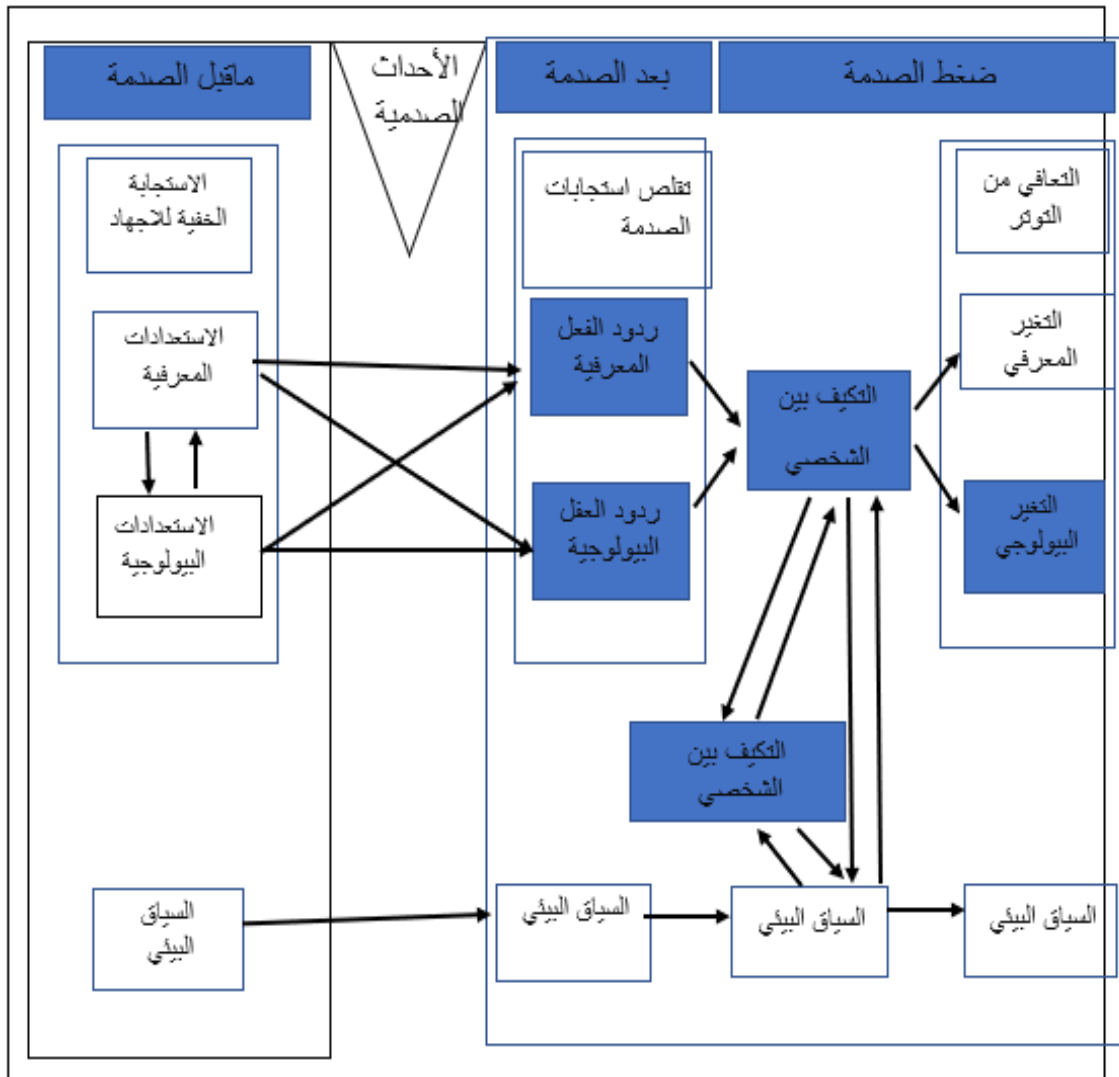 ماقبل الصدمة
الأحداث
الصدمية
بعد الصدمة
ضغط الصدمة
الاستجابة
الخفية للاجهاد
تقلص استجابات
الصدمة
التعافي من
التوتر
الاستعدادات
المعرفية
ردود الفعل
المعرفية
التكيف بين
الشخصي
التغير
المعرفي
الاستعدادات
البيولوجية
ردود العقل
البيولوجية
التغير
البيولوجي
التكيف بين
الشخصي
السياق
البيئي
السياق البيئي
السياق البيئي
السياق البيئي